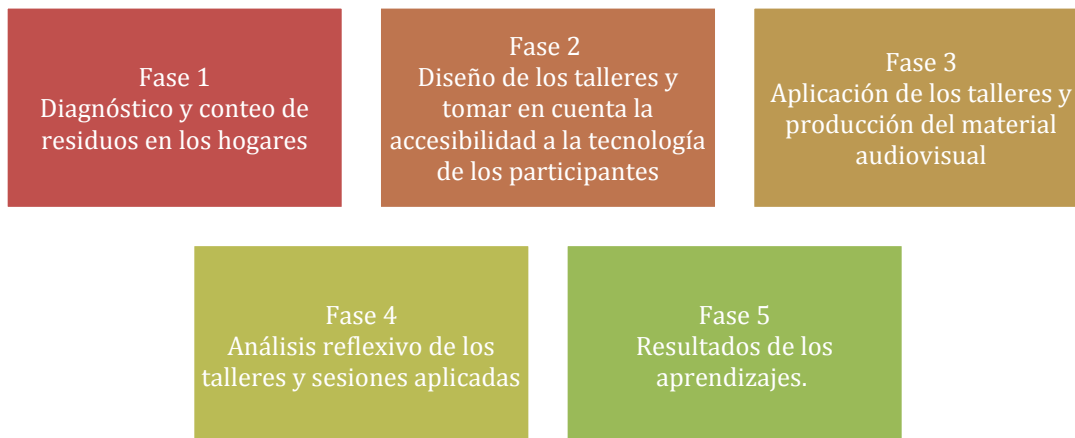 Fase 1
Diagnóstico y conteo de
residuos en los hogares
Fase 2
Diseño de los talleres y
tomar en cuenta la
accesibilidad a la tecnología
de los participantes
Fase 3
Aplicación de los talleres y
producción del material
audiovisual
Fase 4
Análisis reflexivo de los
talleres y sesiones aplicadas
Fase 5
Resultados de los
aprendizajes.